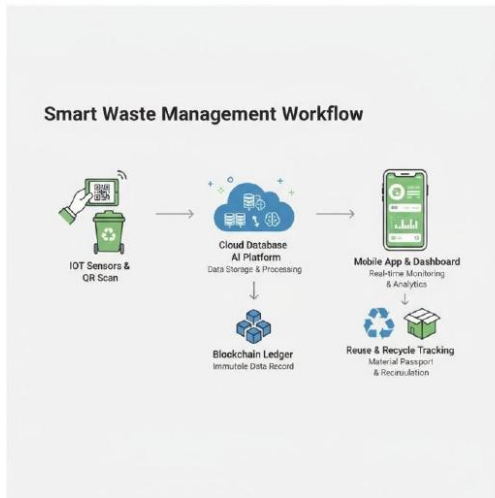 Smart Waste Management Workflow
IOT Sensors &
QR Scan
Cloud Database
AI Platform
Data Storage & Processing
Mobile App & Dashboard
Real-time Monitoring
& Analytics
Blockchain Ledger
Immutele Data Record
Reuse & Recycle Tracking
Material Passport
& Recirculation